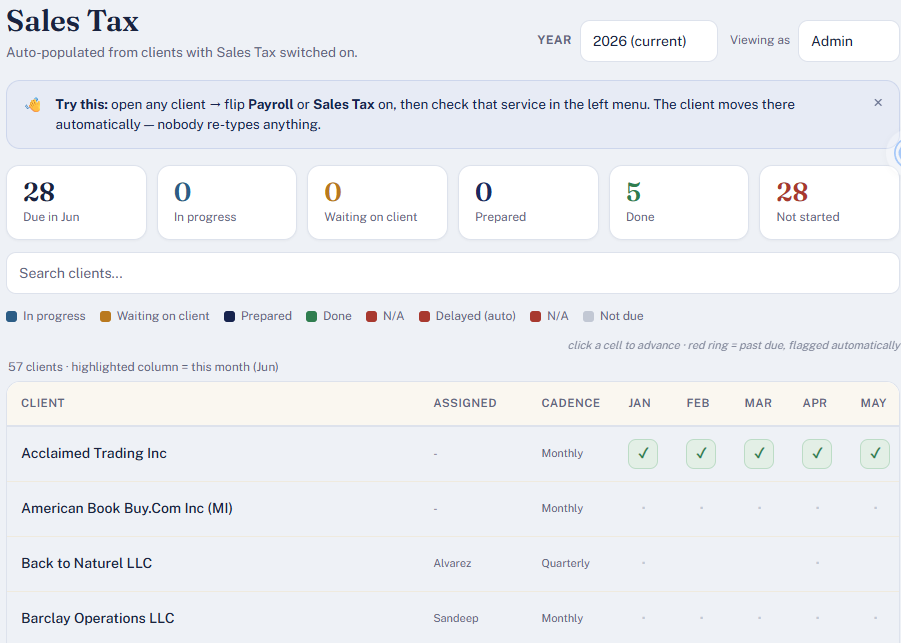 Sales Tax
Auto-populated from clients with Sales Tax switched on.
YEAR 2026 (current) Viewing as Admin
Try this: open any client → flip Payroll or Sales Tax on, then check that service in the left menu. The client moves there
automatically — nobody re-types anything.
×
28 0 0 0 5 28
Due in Jun In progress Waiting on client Prepared Done Not started
Search clients...
In progress Waiting on client Prepared Done N/A Delayed (auto) N/A Not due
click a cell to advance · red ring = past due, flagged automatically
57 clients · highlighted column = this month (Jun)
CLIENT ASSIGNED CADENCE JAN FEB MAR APR MAY
Acclaimed Trading Inc - Monthly ✓ ✓ ✓ ✓ ✓
American Book Buy.Com Inc (MI) - Monthly - - - - -
Back to Naturel LLC Alvarez Quarterly - -
Barclay Operations LLC Sandeep Monthly - - - - -